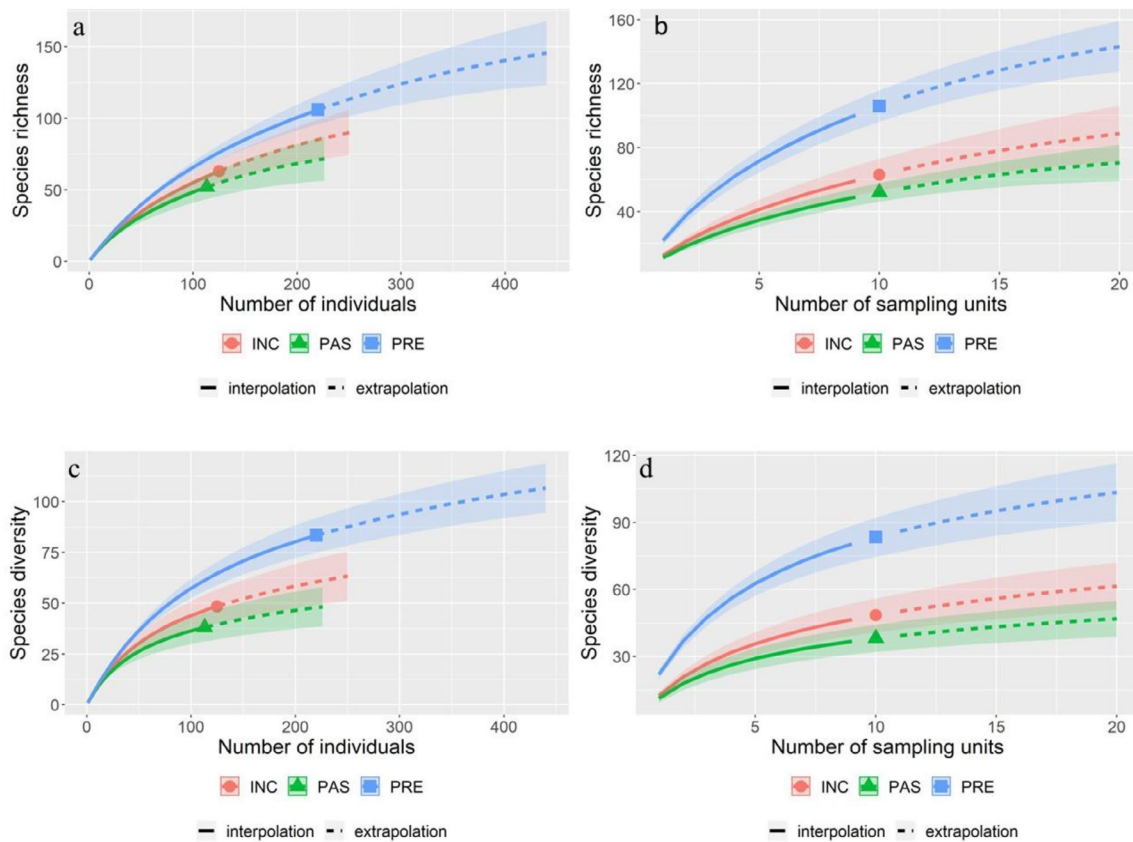 a
Species richness
150
100
50
0
0 100 200 300 400
Number of individuals
INC PAS PRE
interpolation extrapolation
b
Species richness
160
120
80
40
5 10 15 20
Number of sampling units
INC PAS PRE
interpolation extrapolation
c
Species diversity
100
75
50
25
0
0 100 200 300 400
Number of individuals
INC PAS PRE
interpolation extrapolation
d
Species diversity
120
90
60
30
5 10 15 20
Number of sampling units
INC PAS PRE
interpolation extrapolation